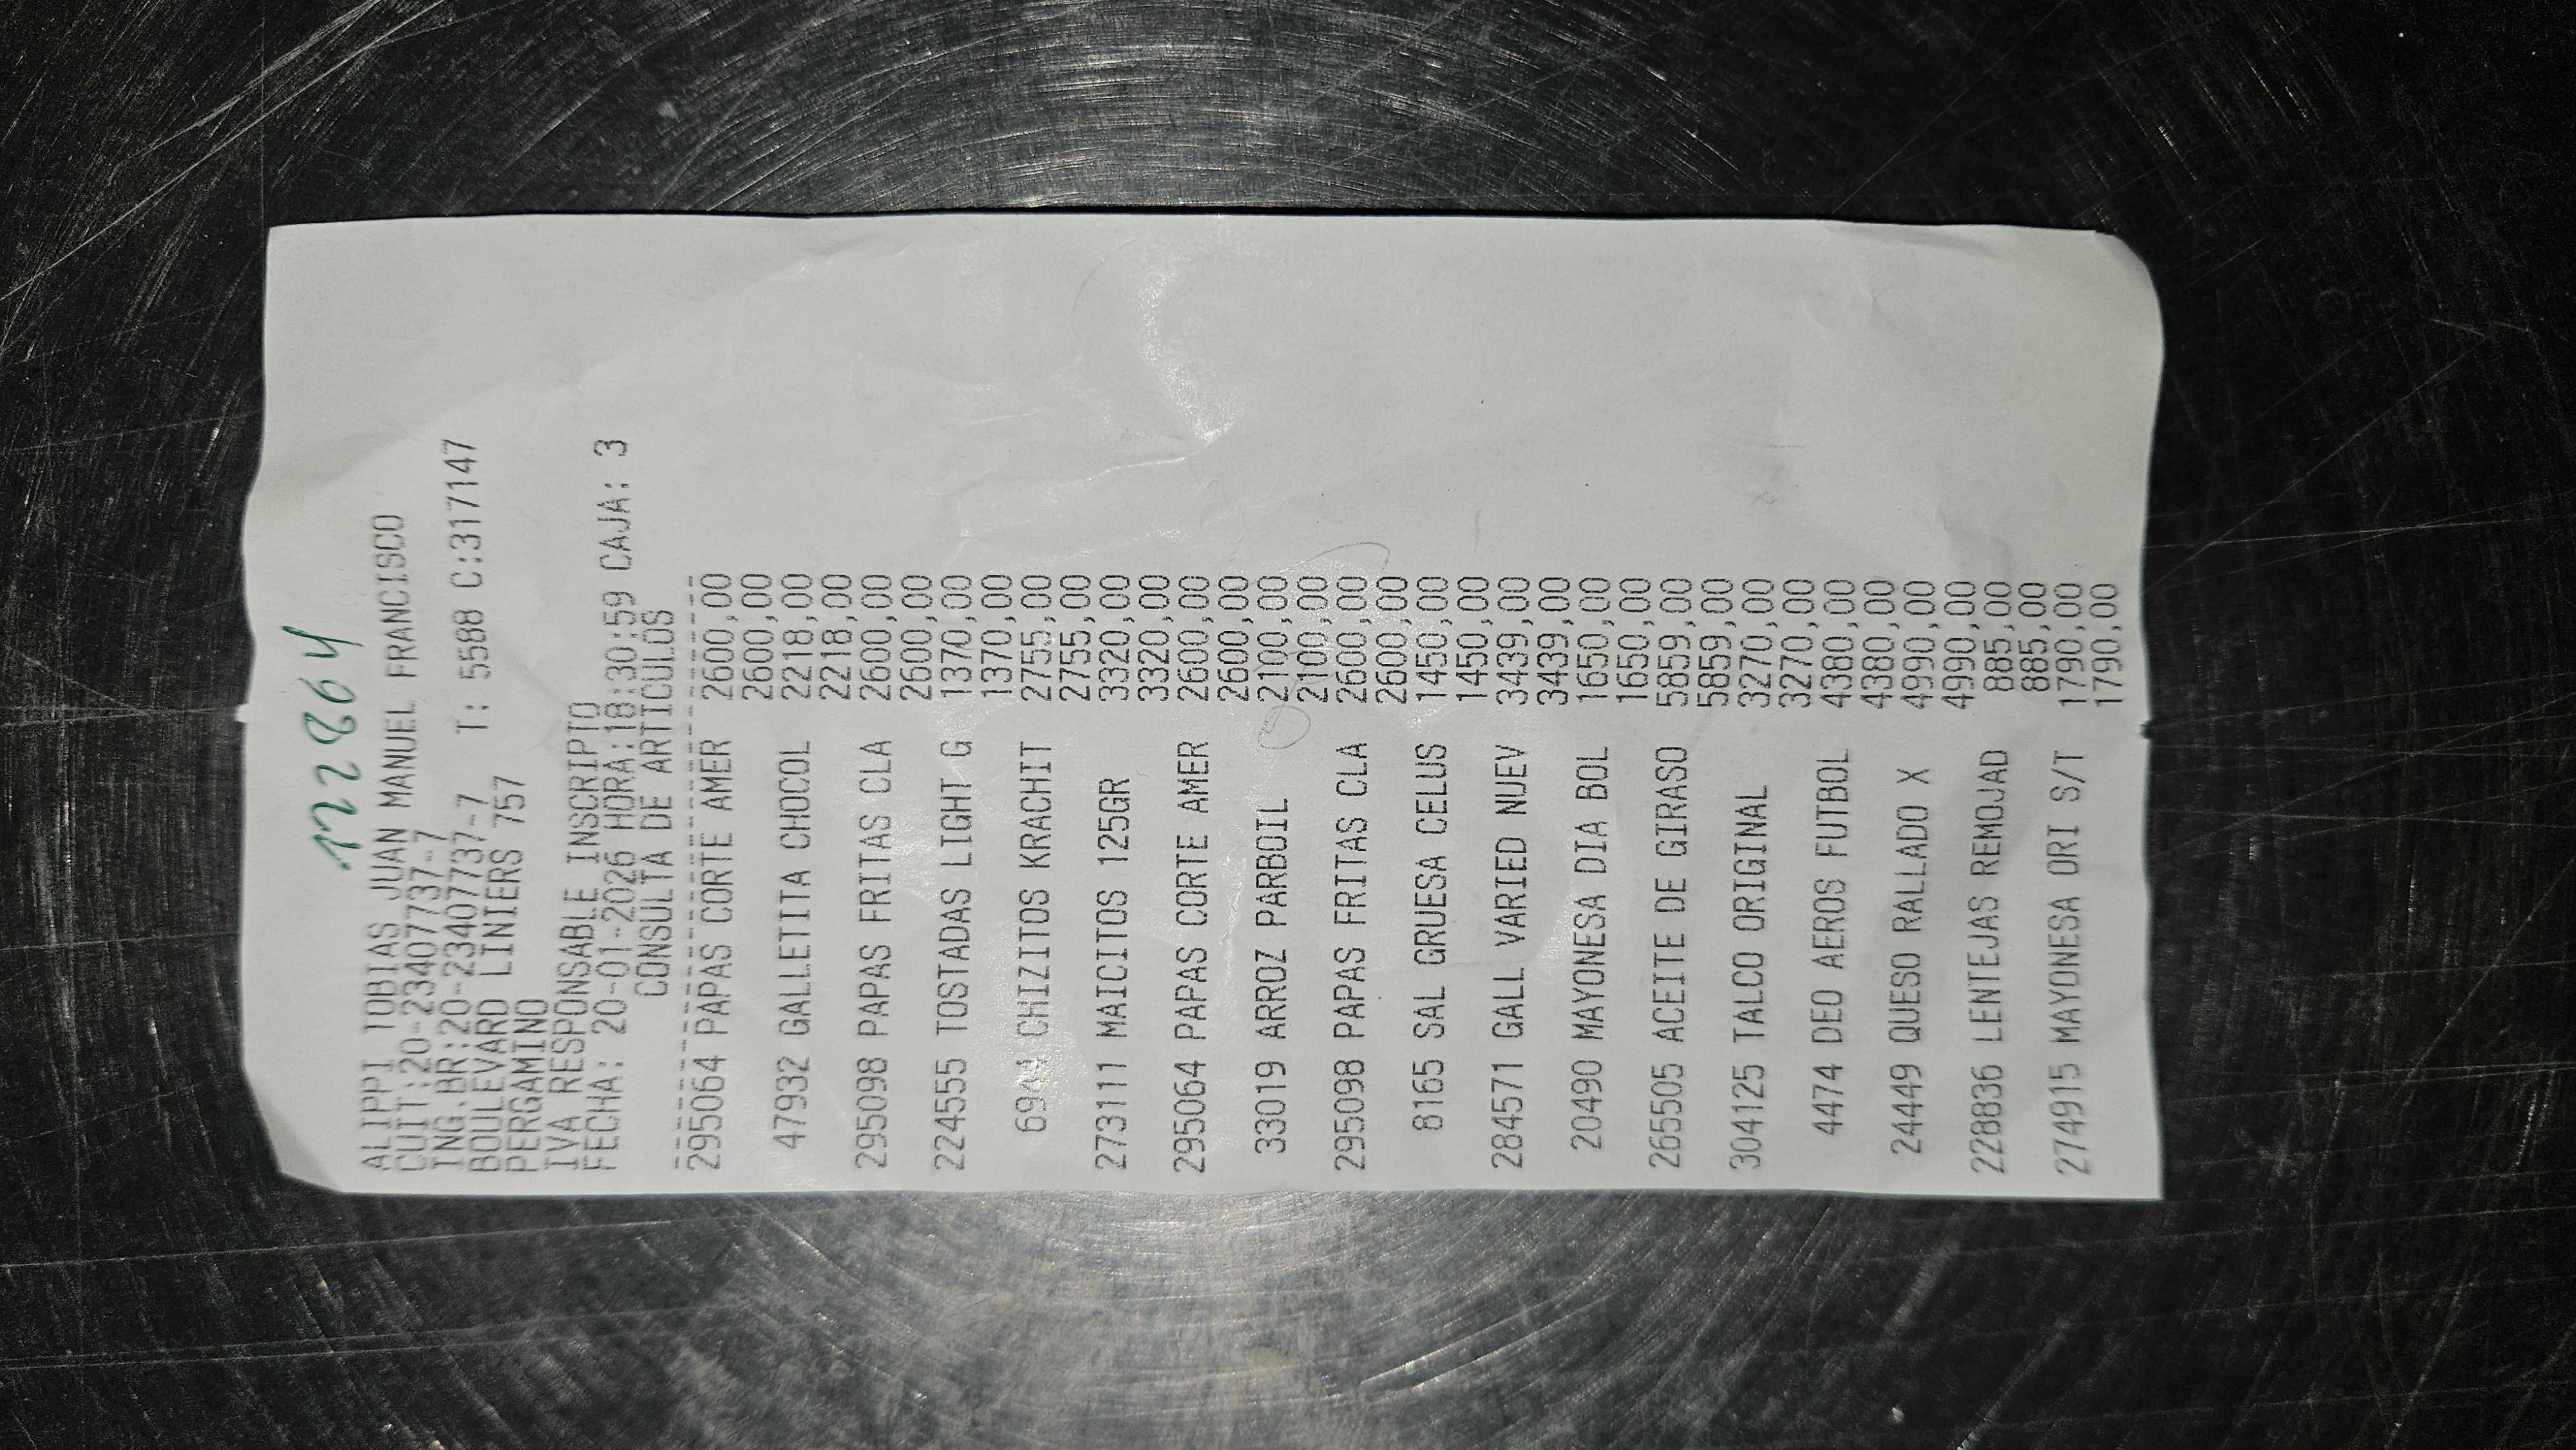 12294
ALIPPI TOBIAS JUAN MANUEL FRANCISCO
CUIT:20-23407737-7
ING.BR:20-23407737-7 T: 5588 C:317147
BOULEVARD LINIERS 757
PERGAMINO
IVA RESPONSABLE INSCRIPTO
FECHA: 20-01-2026 HORA:18:30:59 CAJA: 3
CONSULTA DE ARTICULOS
295064 PAPAS CORTE AMER 2600,00
2600,00
47932 GALLETITA CHOCOL 2218,00
2218,00
295098 PAPAS FRITAS CLA 2600,00
2600,00
224555 TOSTADAS LIGHT G 1370,00
1370,00
6944 CHIZITOS KRACHIT 2755,00
2755,00
273111 MAICITOS 125GR 3320,00
3320,00
295064 PAPAS CORTE AMER 2600,00
2600,00
33019 ARROZ PARBOIL 2100,00
2100,00
295098 PAPAS FRITAS CLA 2600,00
2600,00
8165 SAL GRUESA CELUS 1450,00
1450,00
284571 GALL VARIED NUEV 3439,00
3439,00
20490 MAYONESA DIA BOL 1650,00
1650,00
265505 ACEITE DE GIRASO 5859,00
5859,00
304125 TALCO ORIGINAL 3270,00
3270,00
4474 DEO AEROS FUTBOL 4380,00
4380,00
24449 QUESO RALLADO X 4990,00
4990,00
228836 LENTEJAS REMOJAD 885,00
885,00
274915 MAYONESA ORI S/T 1790,00
1790,00